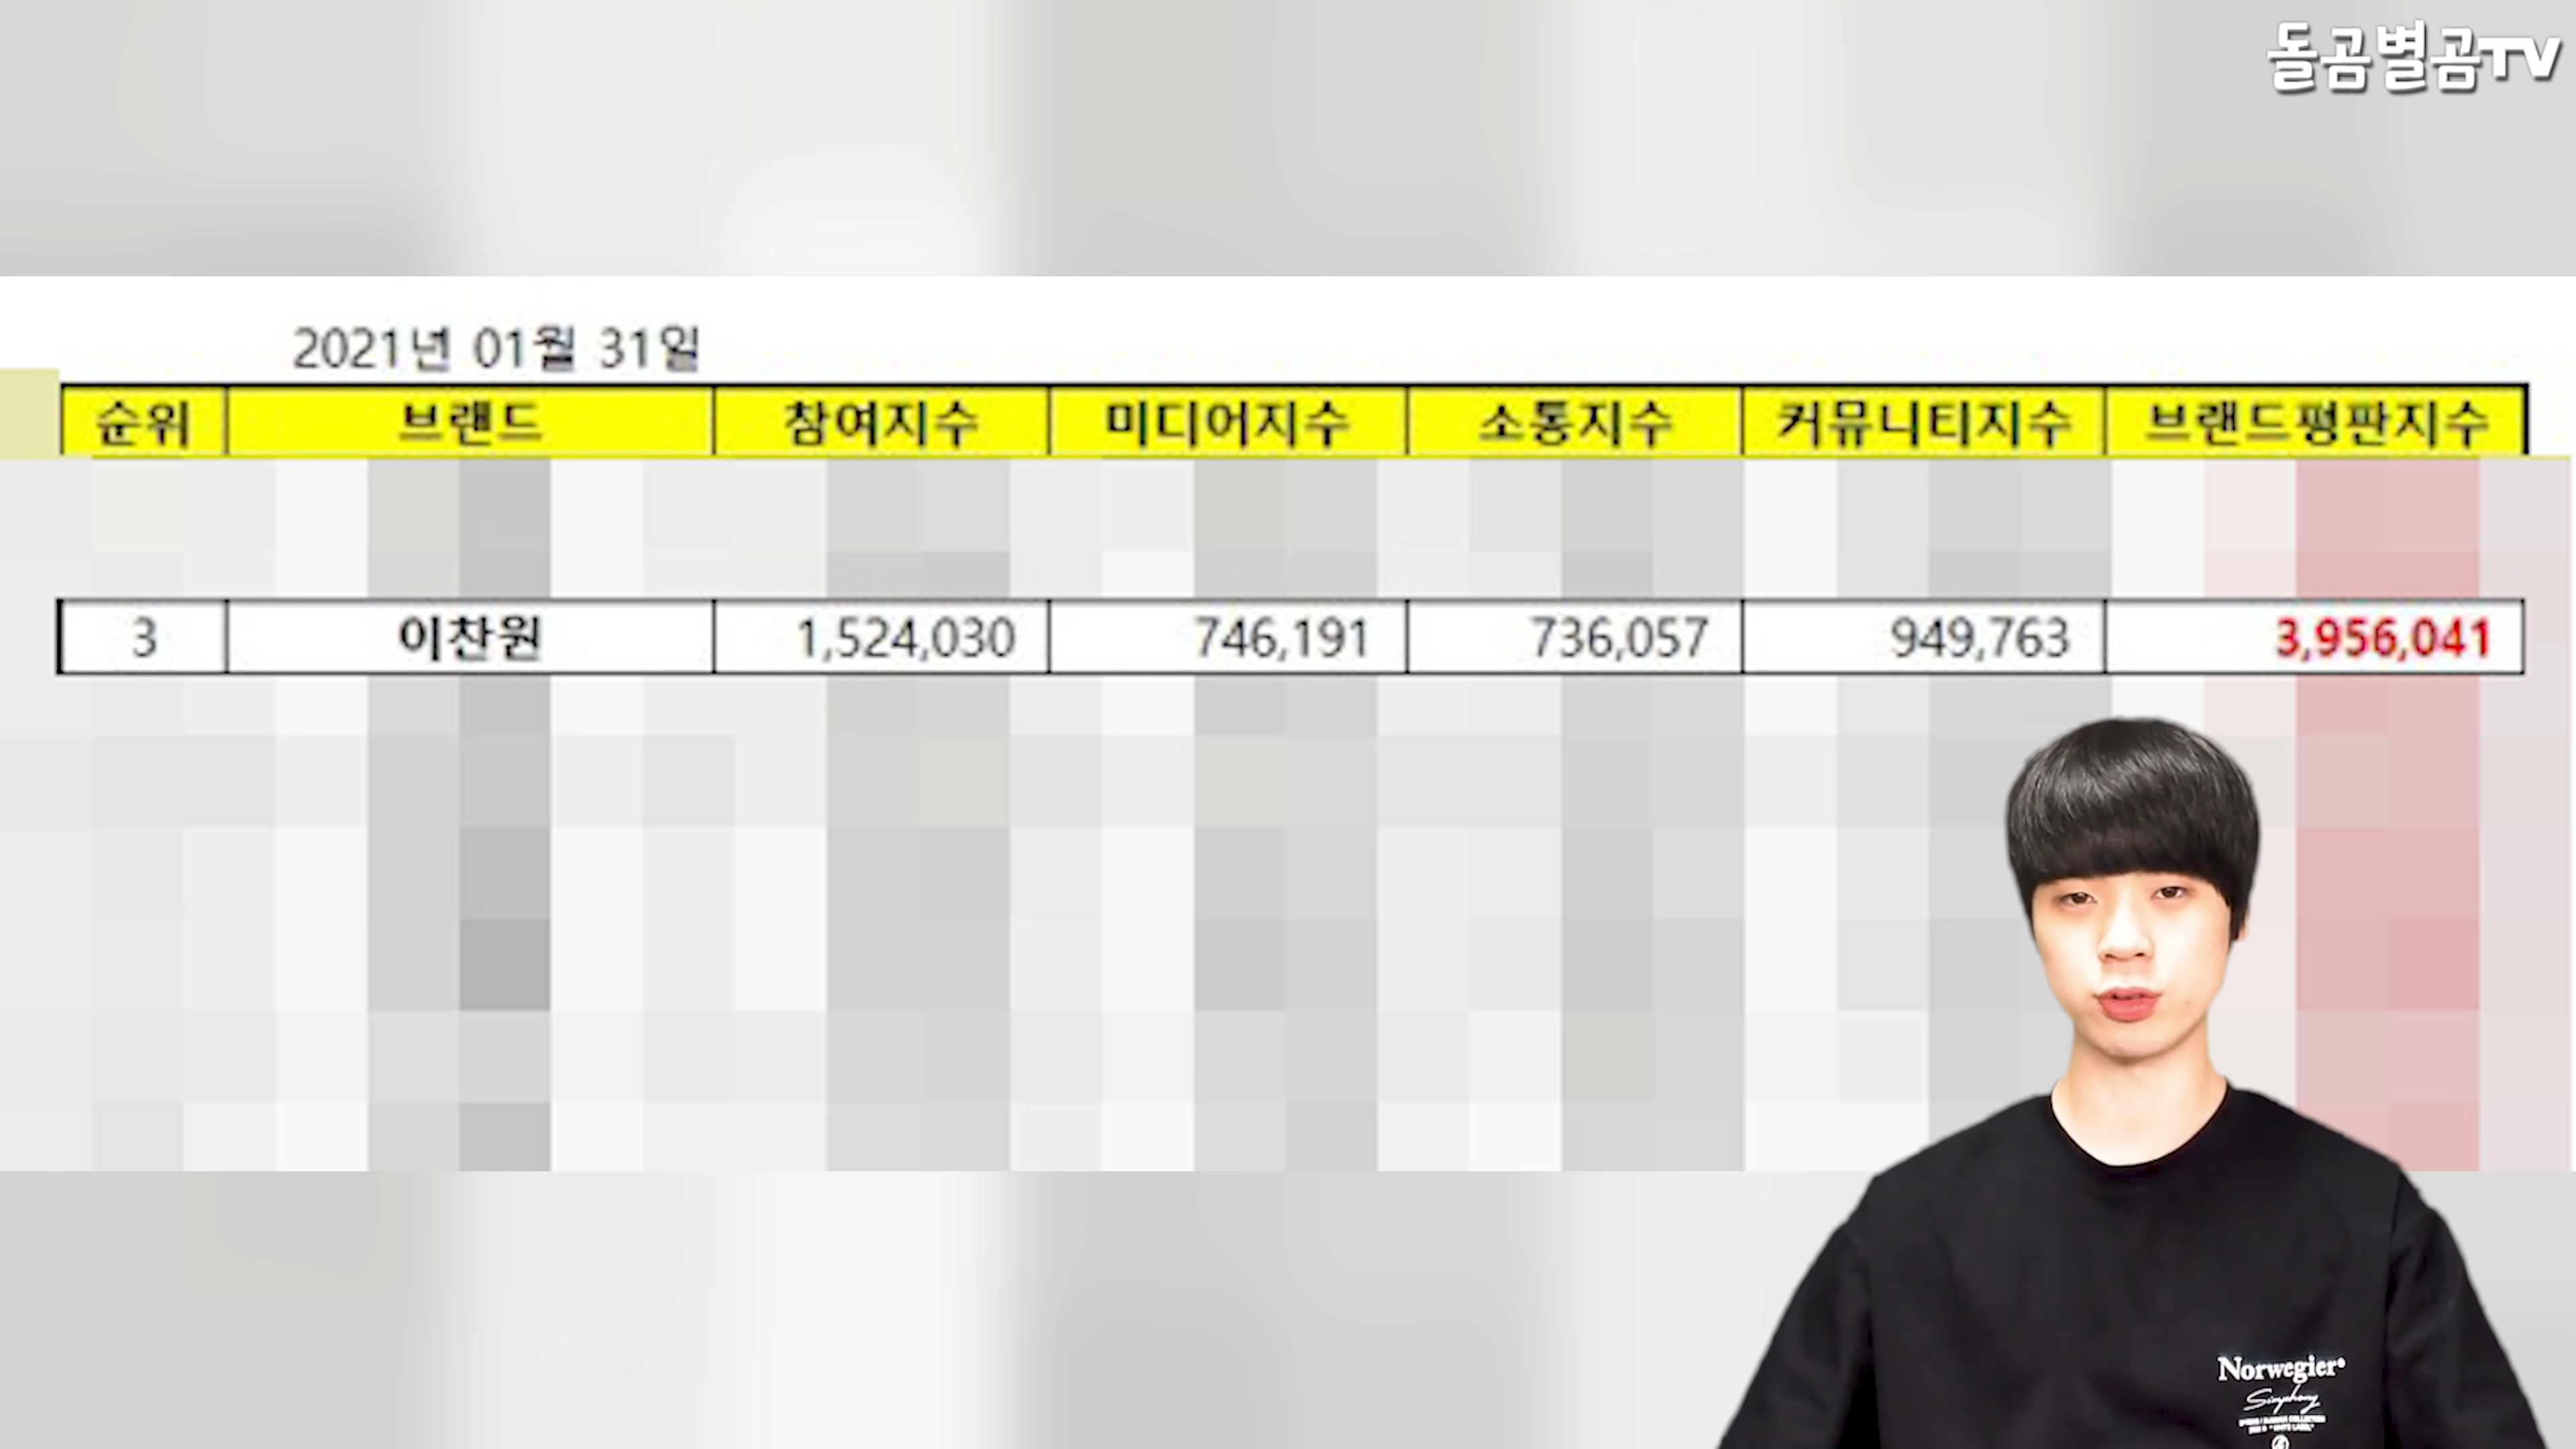 돌곰별곰TV
2021년 01월 31일
순위 브랜드 참여지수 미디어지수 소통지수 커뮤니티지수 브랜드평판지수
3 이찬원 1,524,030 746,191 736,057 949,763 3,956,041
Norwegier
Simphony